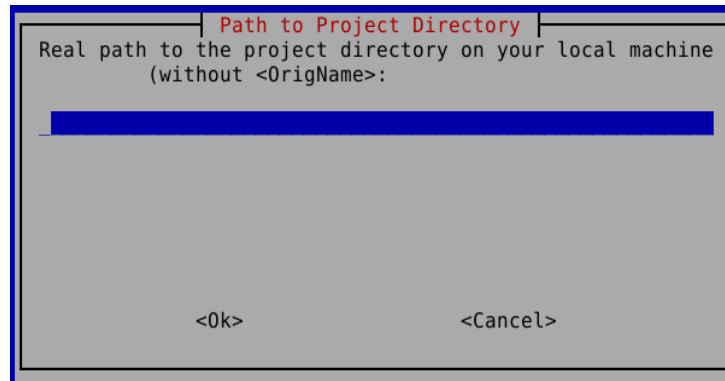 Path to Project Directory
Real path to the project directory on your local machine
(without <OrigName>:
<Ok> <Cancel>